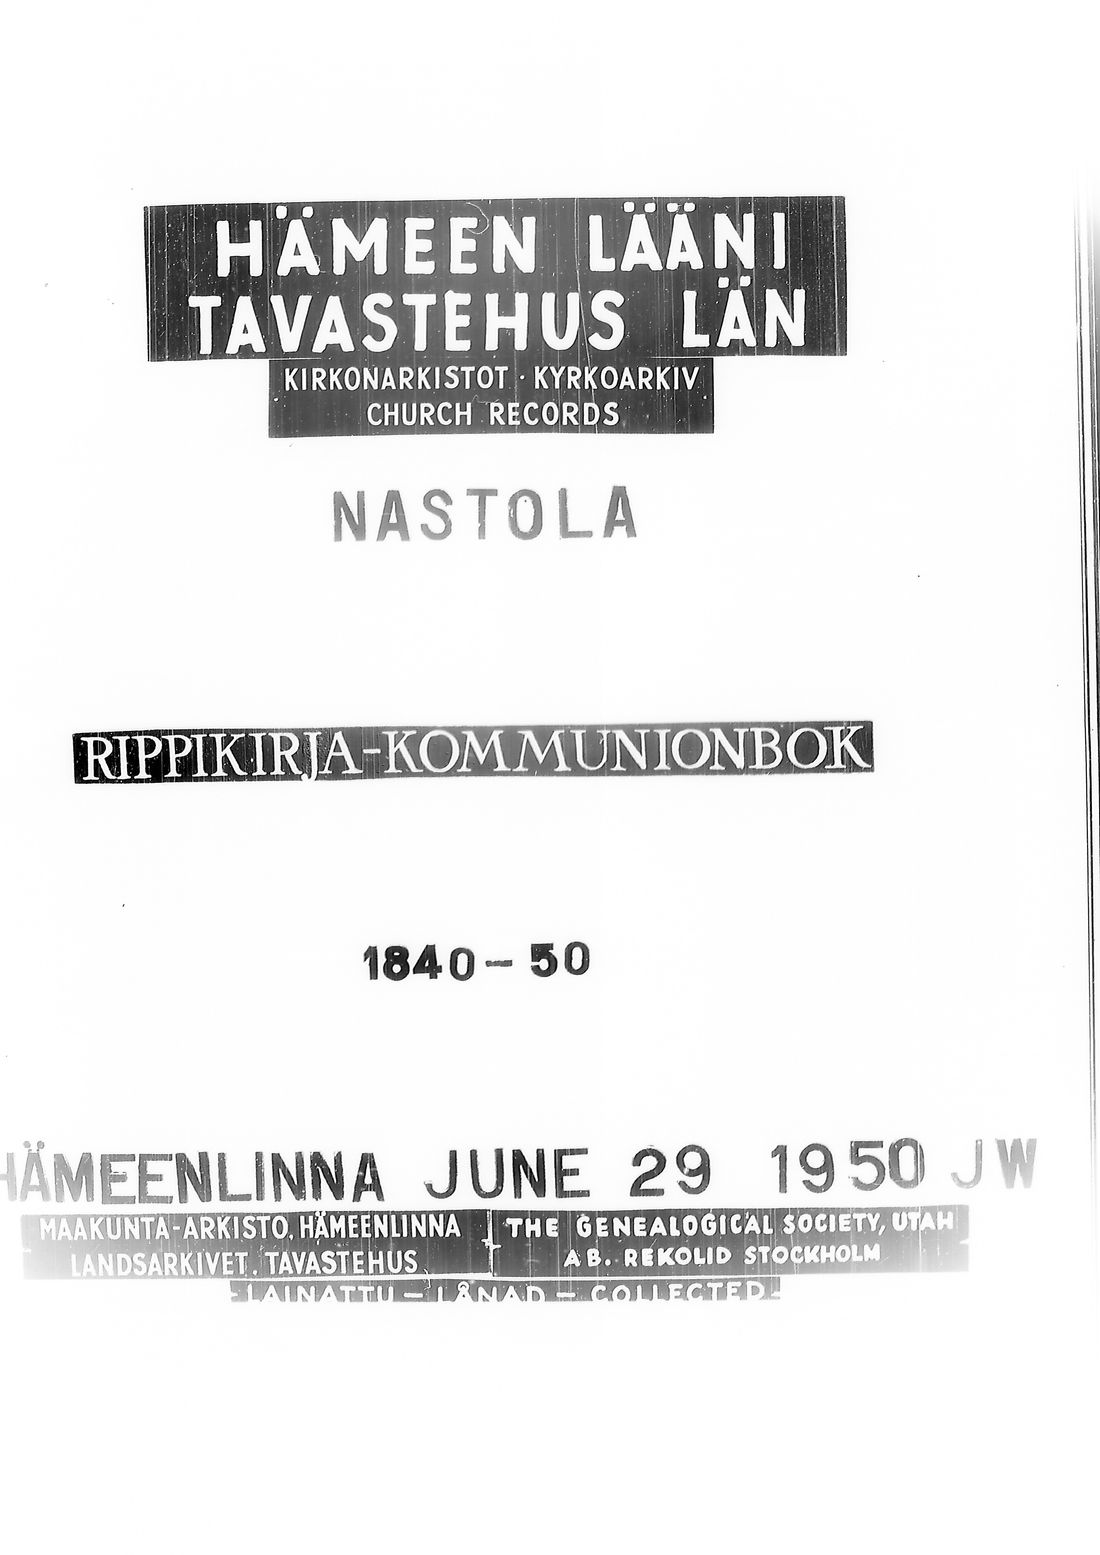 HÄMEEN LÄÄNI
TAVASTEHUS LÄN
KIRKONARKISTOT · KYRKOARKIV
CHURCH RECORDS
NASTOLA
RIPPIKIRJA-KOMMUNIONBOK
1840-50
HÄMEENLINNA JUNE 29 1950 JW
MAAKUNTA-ARKISTO, HÄMEENLINNA
LANDSARKIVET, TAVASTEHUS
THE GENEALOGICAL SOCIETY, UTAH
AB. REKOLID STOCKHOLM
-LAINATTU - LÅNAD - COLLECTED-